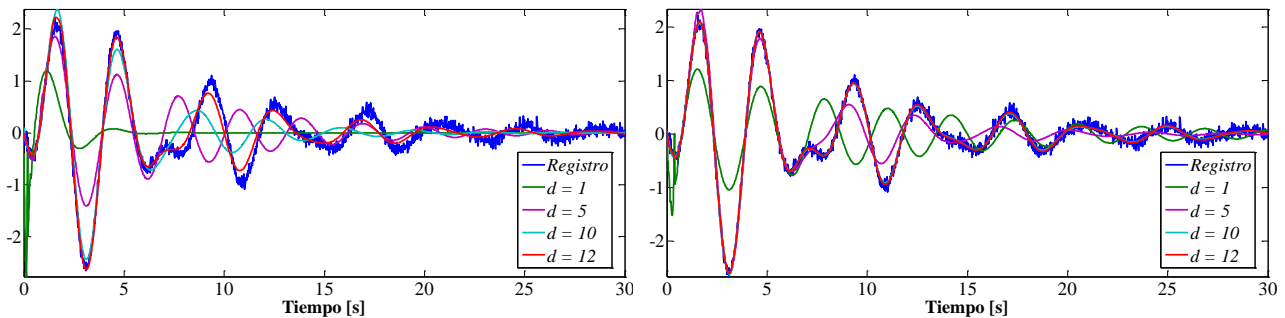 2
1
0
-1
-2
0 5 10 15 20 25 30
Tiempo [s]
Registro
d = 1
d = 5
d = 10
d = 12
2
1
0
-1
-2
0 5 10 15 20 25 30
Tiempo [s]
Registro
d = 1
d = 5
d = 10
d = 12